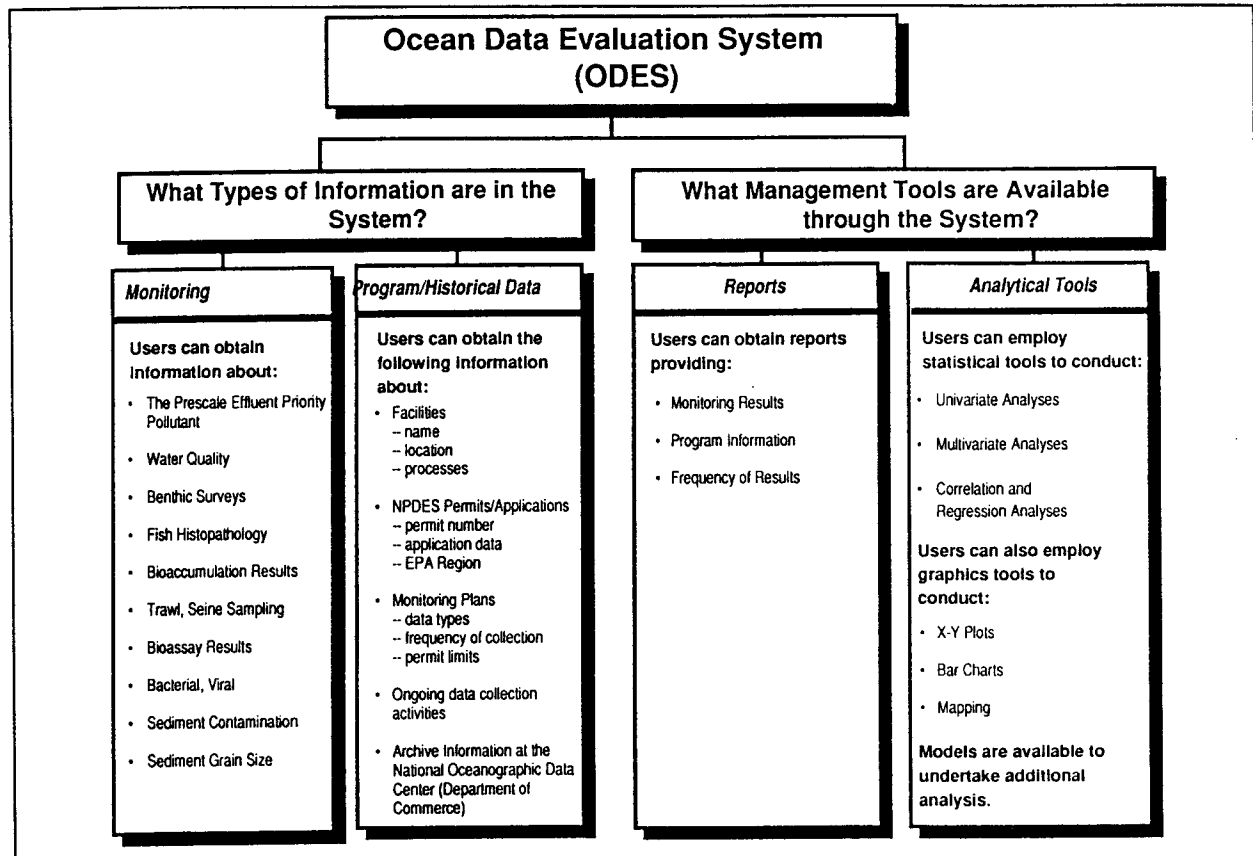 Ocean Data Evaluation System
(ODES)
What Types of Information are in the
System?
What Management Tools are Available
through the System?
Monitoring
Users can obtain
Information about:
• The Prescale Effluent Priority
Pollutant
• Water Quality
• Benthic Surveys
• Fish Histopathology
• Bioaccumulation Results
• Trawl, Seine Sampling
• Bioassay Results
• Bacterial, Viral
• Sediment Contamination
• Sediment Grain Size
Program/Historical Data
Users can obtain the
following information
about:
• Facilities
-- name
-- location
-- processes
• NPDES Permits/Applications
-- permit number
-- application data
-- EPA Region
• Monitoring Plans
-- data types
-- frequency of collection
-- permit limits
• Ongoing data collection
activities
• Archive Information at the
National Oceanographic Data
Center (Department of
Commerce)
Reports
Users can obtain reports
providing:
• Monitoring Results
• Program Information
• Frequency of Results
Analytical Tools
Users can employ
statistical tools to conduct:
• Univariate Analyses
• Multivariate Analyses
• Correlation and
Regression Analyses
Users can also employ
graphics tools to
conduct:
• X-Y Plots
• Bar Charts
• Mapping
Models are available to
undertake additional
analysis.